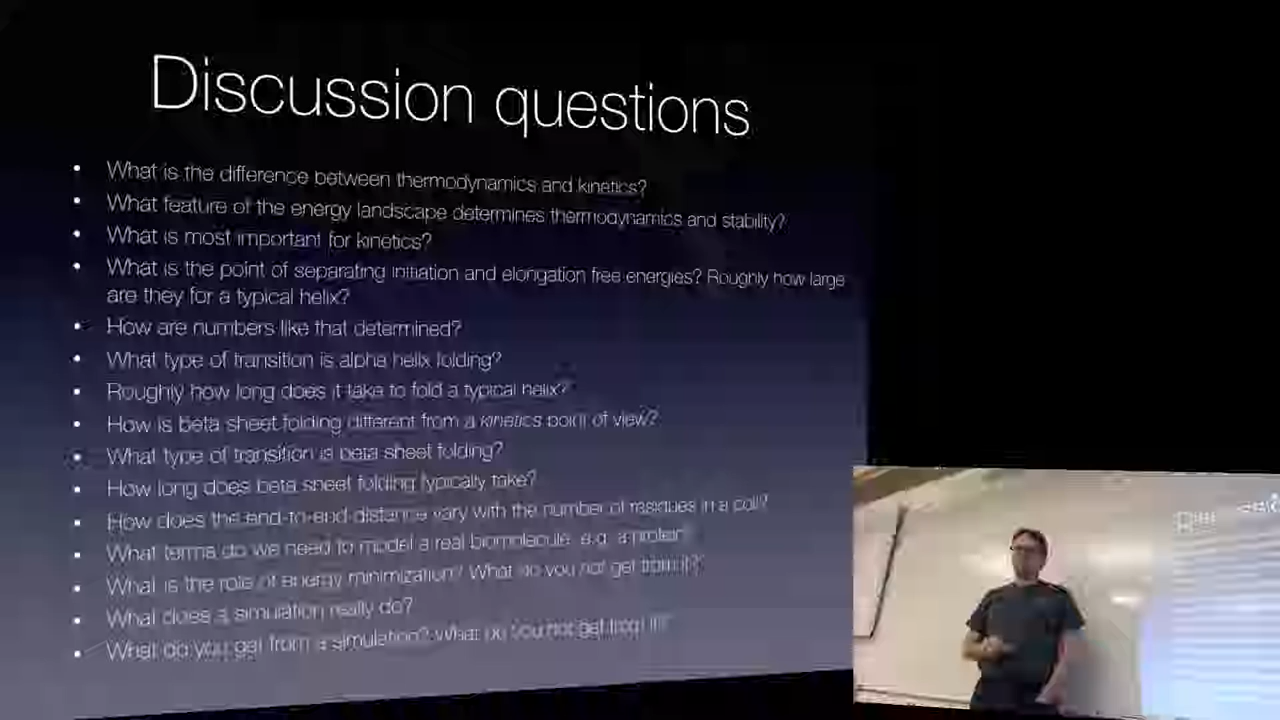 Discussion questions
• What is the difference between thermodynamics and kinetics?
• What feature of the energy landscape determines thermodynamics and stability?
• What is most important for kinetics?
• What is the point of separating initiation and elongation free energies? Roughly how large
are they for a typical helix?
• How are numbers like that determined?
• What type of transition is alpha helix folding?
• Roughly how long does it take to fold a typical helix?
• How is beta sheet folding different from a kinetics point of view?
• What type of transition is beta sheet folding?
• How long does beta sheet folding typically take?
• How does the end-to-end-distance vary with the number of residues in a coil?
• What terms do we need to model a real biomolecule, e.g. a protein?
• What is the role of energy minimization? What do you not get from it?
• What does a simulation really do?
• What do you get from a simulation? What do you not get from it?